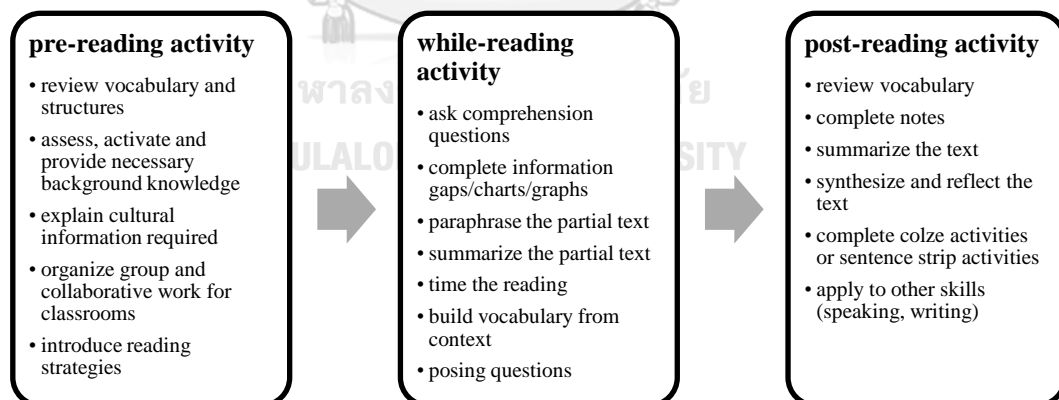 pre-reading activity
• review vocabulary and
structures
• assess, activate and
provide necessary
background knowledge
• explain cultural
information required
• organize group and
collaborative work for
classrooms
• introduce reading
strategies
while-reading
activity
• ask comprehension
questions
• complete information
gaps/charts/graphs
• paraphrase the partial text
• summarize the partial text
• time the reading
• build vocabulary from
context
• posing questions
post-reading activity
• review vocabulary
• complete notes
• summarize the text
• synthesize and reflect the
text
• complete colze activities
or sentence strip activities
• apply to other skills
(speaking, writing)